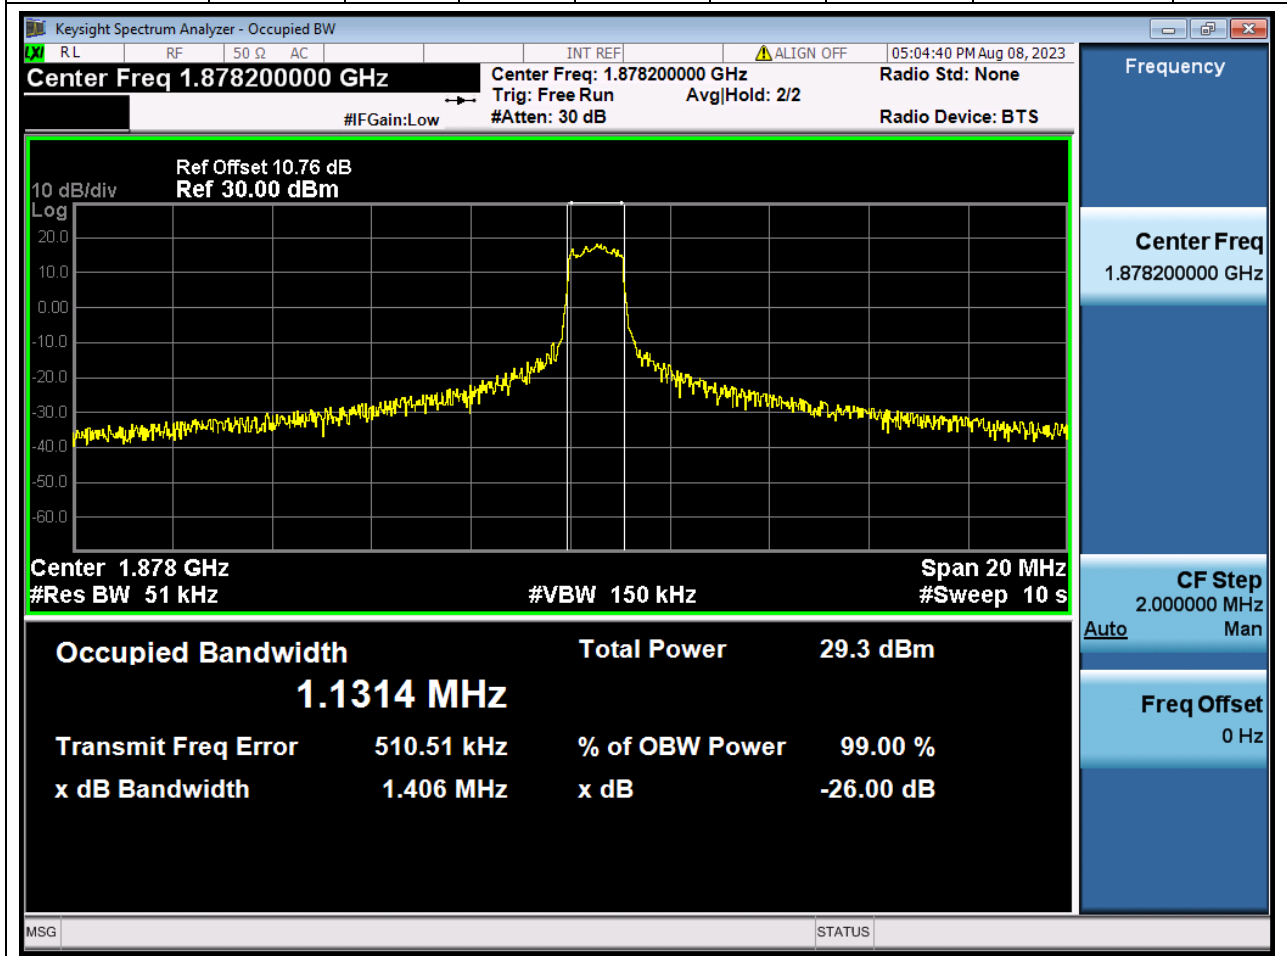 Keysight Spectrum Analyzer - Occupied BW
LXI RL RF 50 Ω AC INT REF ALIGN OFF 05:04:40 PM Aug 08, 2023
Center Freq 1.878200000 GHz
Center Freq: 1.878200000 GHz
Radio Std: None
Trig: Free Run Avg|Hold: 2/2
#IFGain:Low #Atten: 30 dB Radio Device: BTS
Ref Offset 10.76 dB
10 dB/div Ref 30.00 dBm
Log
20.0
10.0
0.00
-10.0
-20.0
-30.0
-40.0
-50.0
-60.0
Center 1.878 GHz Span 20 MHz
#Res BW 51 kHz #VBW 150 kHz #Sweep 10 s
Occupied Bandwidth Total Power 29.3 dBm
1.1314 MHz
Transmit Freq Error 510.51 kHz % of OBW Power 99.00 %
x dB Bandwidth 1.406 MHz x dB -26.00 dB
Frequency
Center Freq
1.878200000 GHz
CF Step
2.000000 MHz
Auto Man
Freq Offset
0 Hz
MSG STATUS